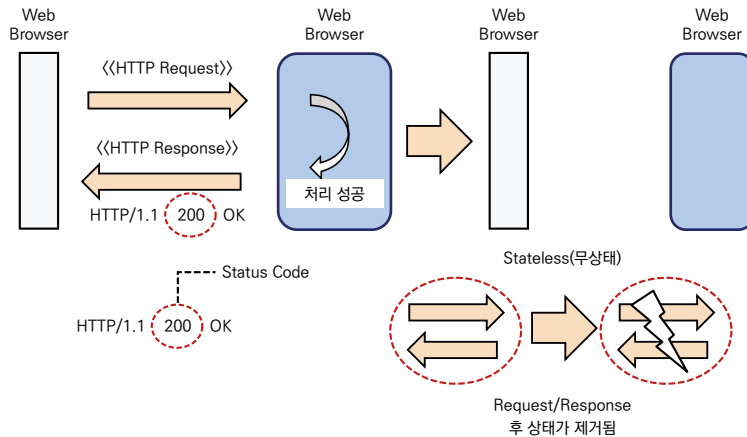 Web
Browser
Web
Browser
Web
Browser
Web
Browser
《HTTP Request》
《HTTP Response》
처리 성공
HTTP/1.1 200 OK
Stateless(무상태)
Status Code
HTTP/1.1 200 OK
Request/Response
후 상태가 제거됨